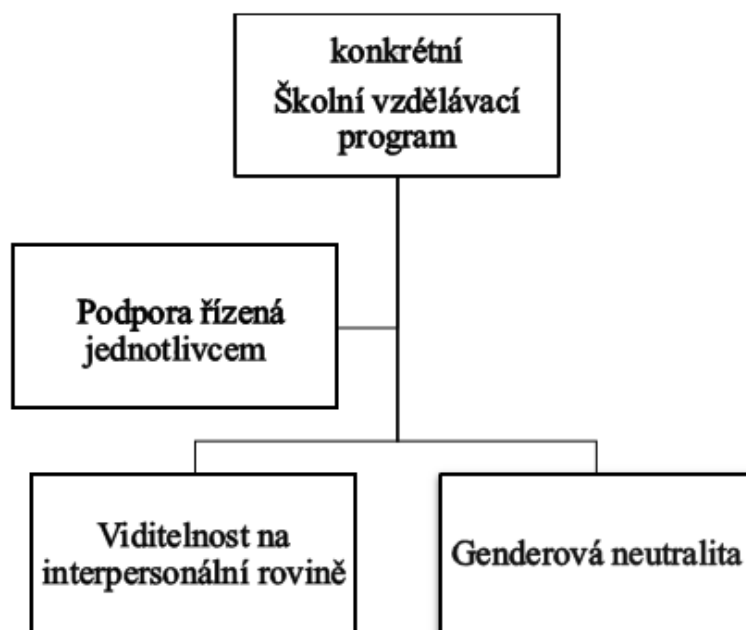 konkrétní
Školní vzdělávací
program
Podpora řízená
jednotlivcem
Viditelnost na
interpersonální rovině
Genderová neutralita